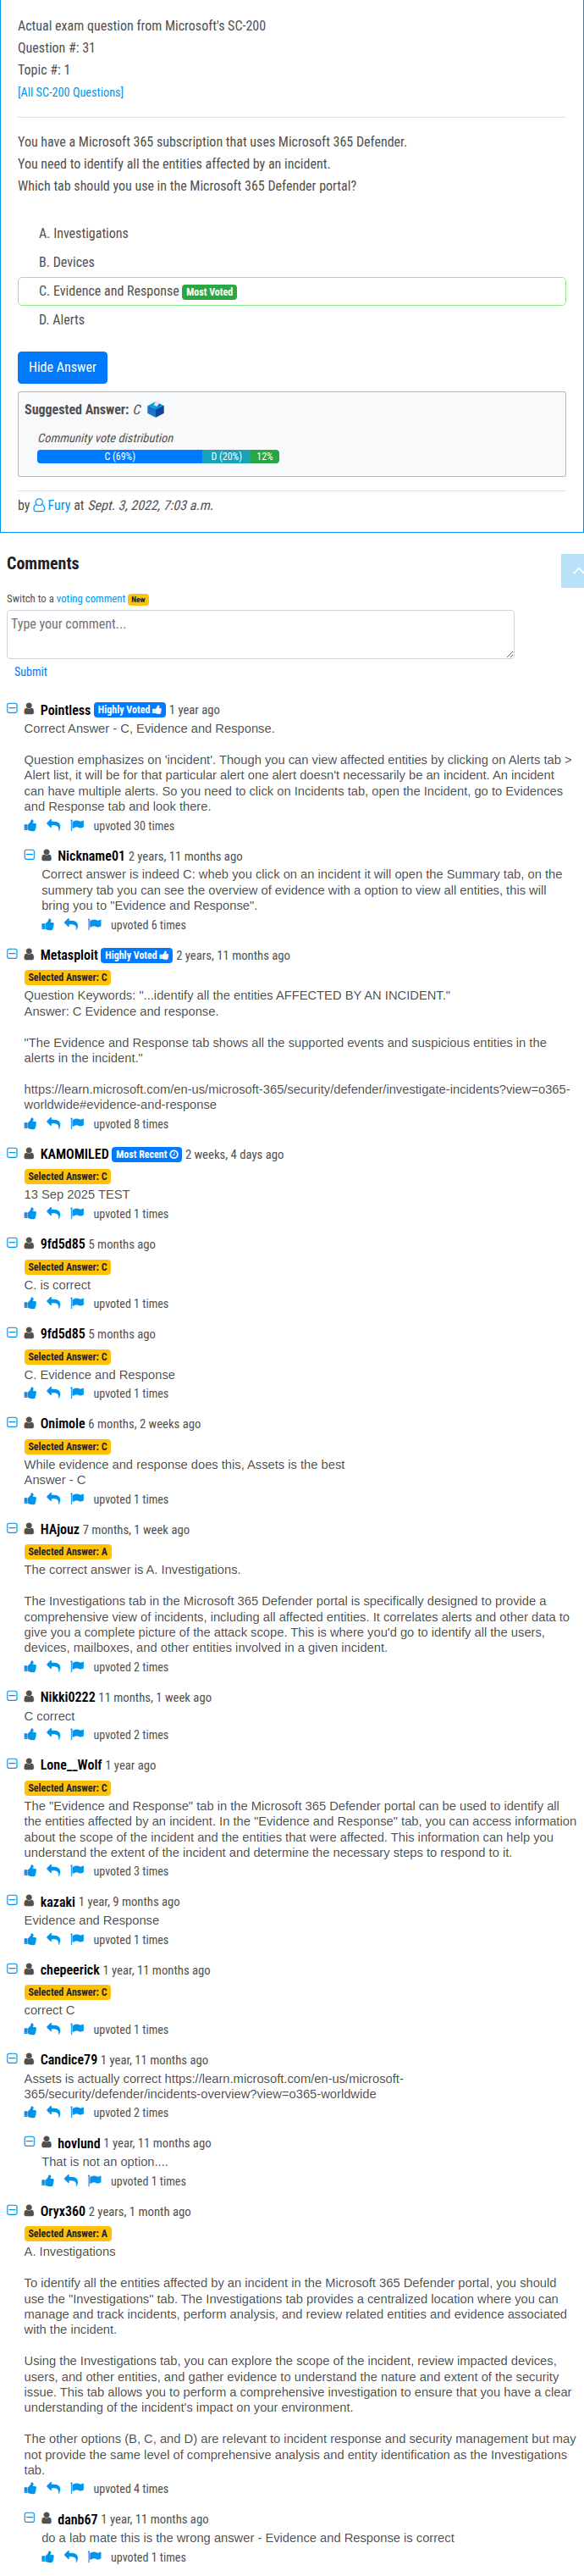 Actual exam question from Microsoft's SC-200
Question #: 31
Topic #: 1
[All SC-200 Questions]
You have a Microsoft 365 subscription that uses Microsoft 365 Defender.
You need to identify all the entities affected by an incident.
Which tab should you use in the Microsoft 365 Defender portal?
A. Investigations
B. Devices
C. Evidence and Response Most Voted
D. Alerts
Hide Answer
Suggested Answer: C
Community vote distribution
C (69%) D (20%) 12%
by Fury at Sept. 3, 2022, 7:03 a.m.
Comments
Switch to a voting comment New
Type your comment...
Submit
Pointless Highly Voted 1 year ago
Correct Answer - C, Evidence and Response.
Question emphasizes on 'incident'. Though you can view affected entities by clicking on Alerts tab >
Alert list, it will be for that particular alert one alert doesn't necessarily be an incident. An incident
can have multiple alerts. So you need to click on Incidents tab, open the Incident, go to Evidences
and Response tab and look there.
upvoted 30 times
Nickname01 2 years, 11 months ago
Correct answer is indeed C: wheb you click on an incident it will open the Summary tab, on the
summery tab you can see the overview of evidence with a option to view all entities, this will
bring you to "Evidence and Response".
upvoted 6 times
Metasploit Highly Voted 2 years, 11 months ago
Selected Answer: C
Question Keywords: "...identify all the entities AFFECTED BY AN INCIDENT."
Answer: C Evidence and response.
"The Evidence and Response tab shows all the supported events and suspicious entities in the
alerts in the incident."
https://learn.microsoft.com/en-us/microsoft-365/security/defender/investigate-incidents?view=o365-
worldwide#evidence-and-response
upvoted 8 times
KAMOMILED Most Recent 2 weeks, 4 days ago
Selected Answer: C
13 Sep 2025 TEST
upvoted 1 times
9fd5d85 5 months ago
Selected Answer: C
C. is correct
upvoted 1 times
9fd5d85 5 months ago
Selected Answer: C
C. Evidence and Response
upvoted 1 times
Onimole 6 months, 2 weeks ago
Selected Answer: C
While evidence and response does this, Assets is the best
Answer - C
upvoted 1 times
HAjouz 7 months, 1 week ago
Selected Answer: A
The correct answer is A. Investigations.
The Investigations tab in the Microsoft 365 Defender portal is specifically designed to provide a
comprehensive view of incidents, including all affected entities. It correlates alerts and other data to
give you a complete picture of the attack scope. This is where you'd go to identify all the users,
devices, mailboxes, and other entities involved in a given incident.
upvoted 2 times
Nikki0222 11 months, 1 week ago
C correct
upvoted 2 times
Lone__Wolf 1 year ago
Selected Answer: C
The "Evidence and Response" tab in the Microsoft 365 Defender portal can be used to identify all
the entities affected by an incident. In the "Evidence and Response" tab, you can access information
about the scope of the incident and the entities that were affected. This information can help you
understand the extent of the incident and determine the necessary steps to respond to it.
upvoted 3 times
kazaki 1 year, 9 months ago
Evidence and Response
upvoted 1 times
chepeerick 1 year, 11 months ago
Selected Answer: C
correct C
upvoted 1 times
Candice79 1 year, 11 months ago
Assets is actually correct https://learn.microsoft.com/en-us/microsoft-
365/security/defender/incidents-overview?view=o365-worldwide
upvoted 2 times
hovlund 1 year, 11 months ago
That is not an option....
upvoted 1 times
Oryx360 2 years, 1 month ago
Selected Answer: A
A. Investigations
To identify all the entities affected by an incident in the Microsoft 365 Defender portal, you should
use the "Investigations" tab. The Investigations tab provides a centralized location where you can
manage and track incidents, perform analysis, and review related entities and evidence associated
with the incident.
Using the Investigations tab, you can explore the scope of the incident, review impacted devices,
users, and other entities, and gather evidence to understand the nature and extent of the security
issue. This tab allows you to perform a comprehensive investigation to ensure that you have a clear
understanding of the incident's impact on your environment.
The other options (B, C, and D) are relevant to incident response and security management but may
not provide the same level of comprehensive analysis and entity identification as the Investigations
tab.
upvoted 4 times
danb67 1 year, 11 months ago
do a lab mate this is the wrong answer - Evidence and Response is correct
upvoted 1 times